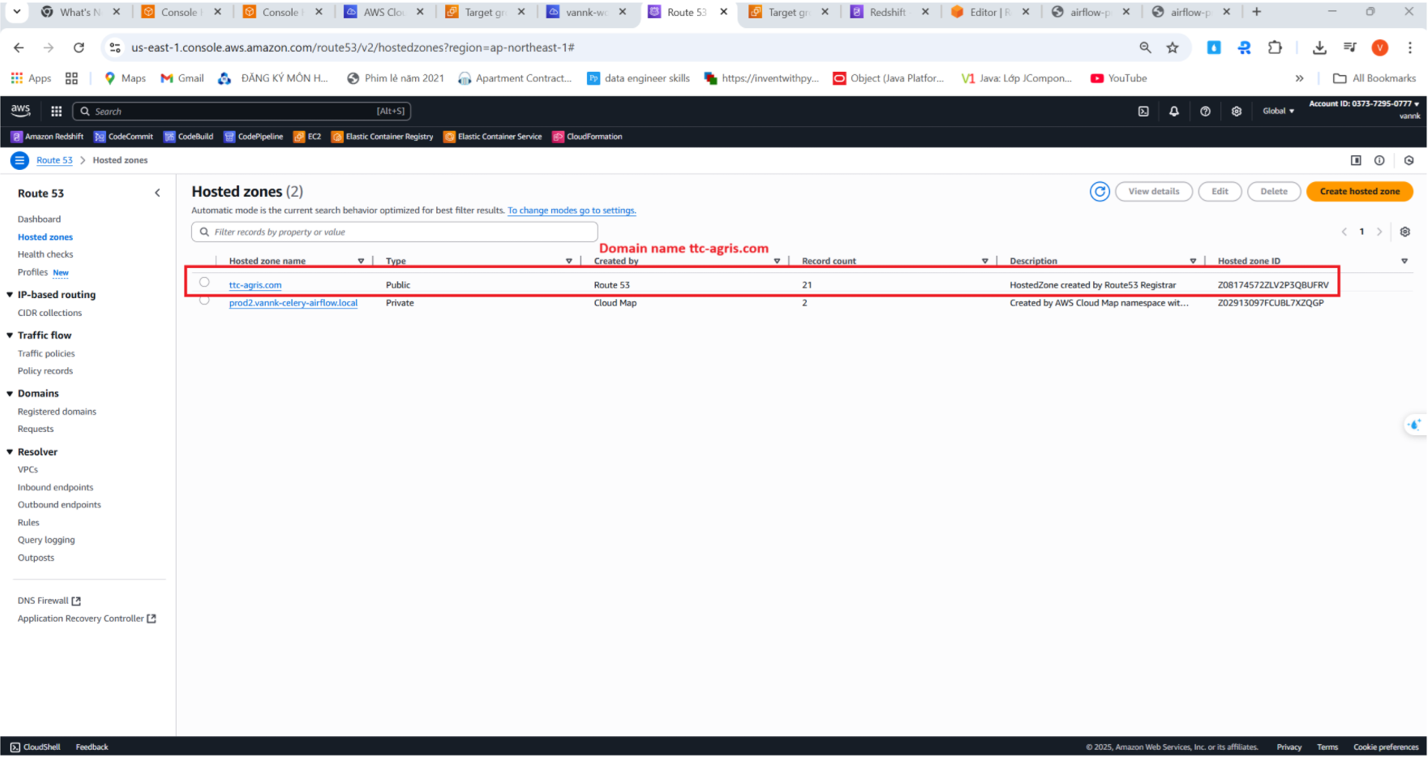 What's N Console Console AWS Clou Target gr vannk-wo Route 53 Target gr Redshift Editor | R airflow-p airflow-p
us-east-1.console.aws.amazon.com/route53/v2/hostedzones?region=ap-northeast-1#
Apps Maps Gmail ĐĂNG KÝ MÔN H... Phim lẻ năm 2021 Apartment Contract... data engineer skills https://inventwithpy... Object (Java Platfor... Java: Lớp JCompon... YouTube » All Bookmarks
aws Search [Alt+S] Global Account ID: 0373-7295-0777
vannk
Amazon Redshift CodeCommit CodeBuild CodePipeline EC2 Elastic Container Registry Elastic Container Service CloudFormation
Route 53 > Hosted zones
Route 53
Dashboard
Hosted zones
Health checks
Profiles New
IP-based routing
CIDR collections
Traffic flow
Traffic policies
Policy records
Domains
Registered domains
Requests
Resolver
VPCs
Inbound endpoints
Outbound endpoints
Rules
Query logging
Outposts
DNS Firewall
Application Recovery Controller
Hosted zones (2)
View details Edit Delete Create hosted zone
Automatic mode is the current search behavior optimized for best filter results. To change modes go to settings.
Filter records by property or value
1
Domain name ttc-agris.com
Hosted zone name Type Created by Record count Description Hosted zone ID
ttc-agris.com Public Route 53 21 HostedZone created by Route53 Registrar Z08174572ZLV2P3QBUFRV
prod2.vannk-celery-airflow.local Private Cloud Map 2 Created by AWS Cloud Map namespace wit... Z02913097FCUBL7XZQGP
CloudShell Feedback © 2025, Amazon Web Services, Inc. or its affiliates. Privacy Terms Cookie preferences